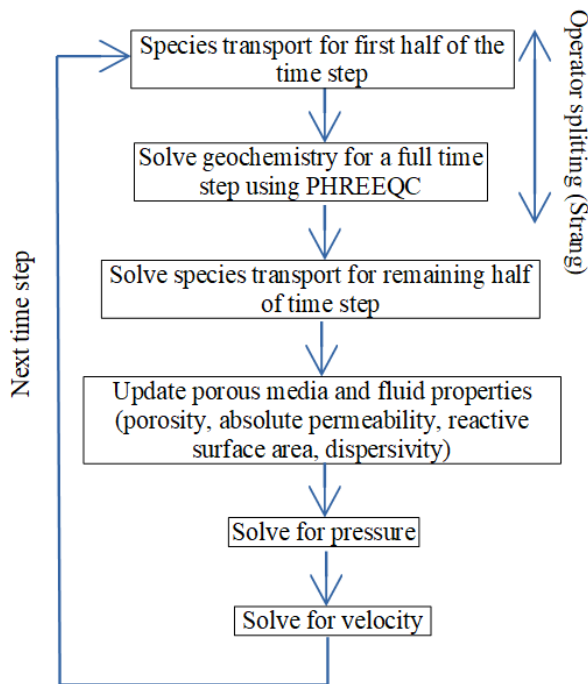 Species transport for first half of the
time step
Solve geochemistry for a full time
step using PHREEQC
Solve species transport for remaining half
of time step
Update porous media and fluid properties
(porosity, absolute permeability, reactive
surface area, dispersivity)
Solve for pressure
Solve for velocity
Next time step
Operator splitting (Strang)